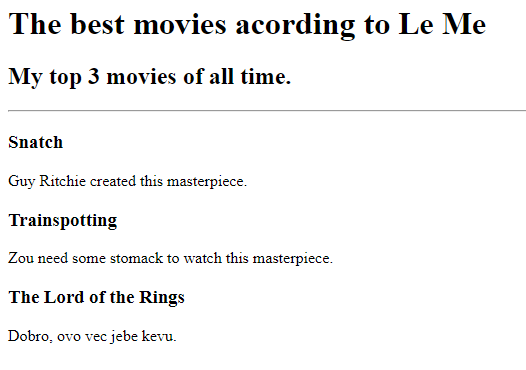 The best movies acording to Le Me
My top 3 movies of all time.
Snatch
Guy Ritchie created this masterpiece.
Trainspotting
Zou need some stomack to watch this masterpiece.
The Lord of the Rings
Dobro, ovo vec jebe kevu.